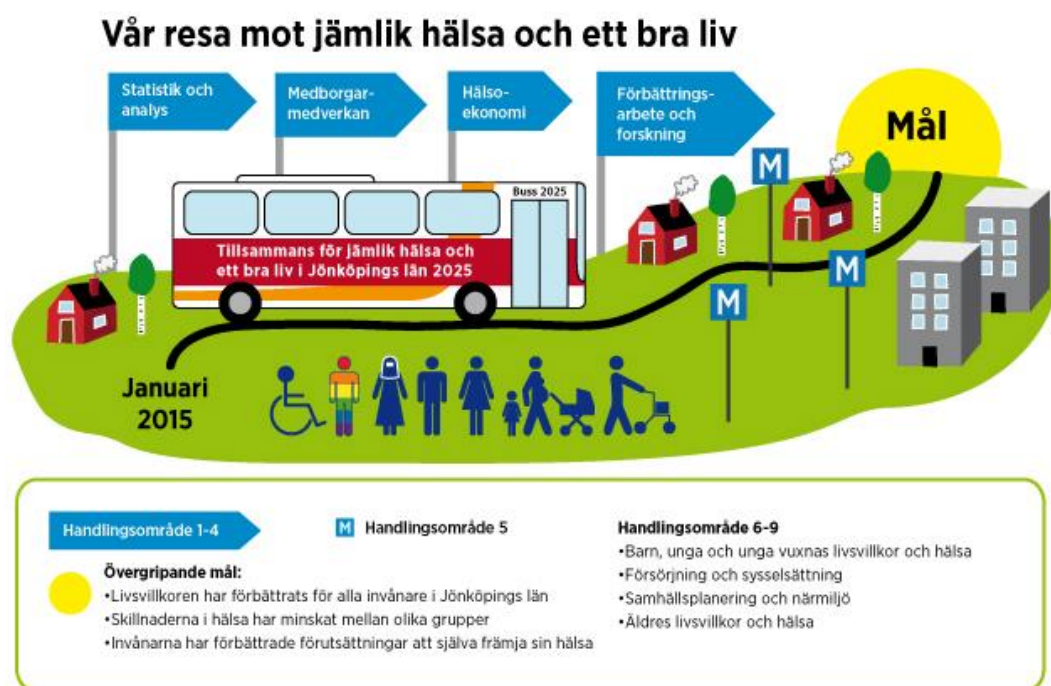 Vår resa mot jämlik hälsa och ett bra liv
Statistik och
analys
Medborgar-
medverkan
Hälso-
ekonomi
Förbättrings-
arbete och
forskning
Mål
M
M
M
Buss 2025
Tillsammans för jämlik hälsa och
ett bra liv i Jönköpings län 2025
Januari
2015
Handlingsområde 1-4
M Handlingsområde 5
Övergripande mål:
•Livsvillkoren har förbättrats för alla invånare i Jönköpings län
•Skillnaderna i hälsa har minskat mellan olika grupper
•Invånarna har förbättrade förutsättningar att själva främja sin hälsa
Handlingsområde 6-9
•Barn, unga och unga vuxnas livsvillkor och hälsa
•Försörjning och sysselsättning
•Samhällsplanering och närmiljö
•Äldres livsvillkor och hälsa